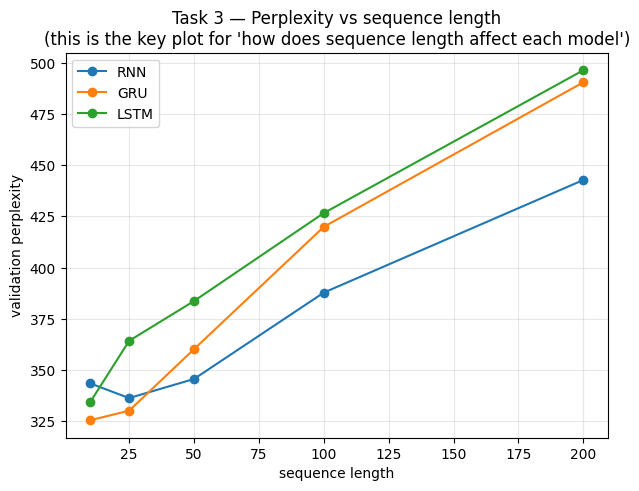 Task 3 — Perplexity vs sequence length
(this is the key plot for 'how does sequence length affect each model')
RNN
GRU
LSTM
500
475
450
425
400
375
350
325
validation perplexity
25
50
75
100
125
150
175
200
sequence length